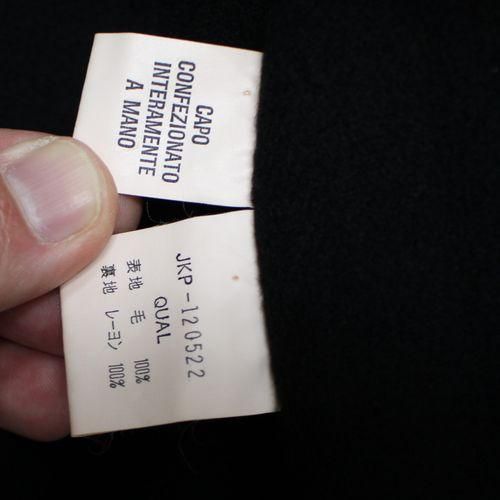 CAPO
CONFEZIONATO
INTERAMENTE
A MANO
JKP-120522
QUAL
表地 毛 100%
裏地 レーヨン 100%